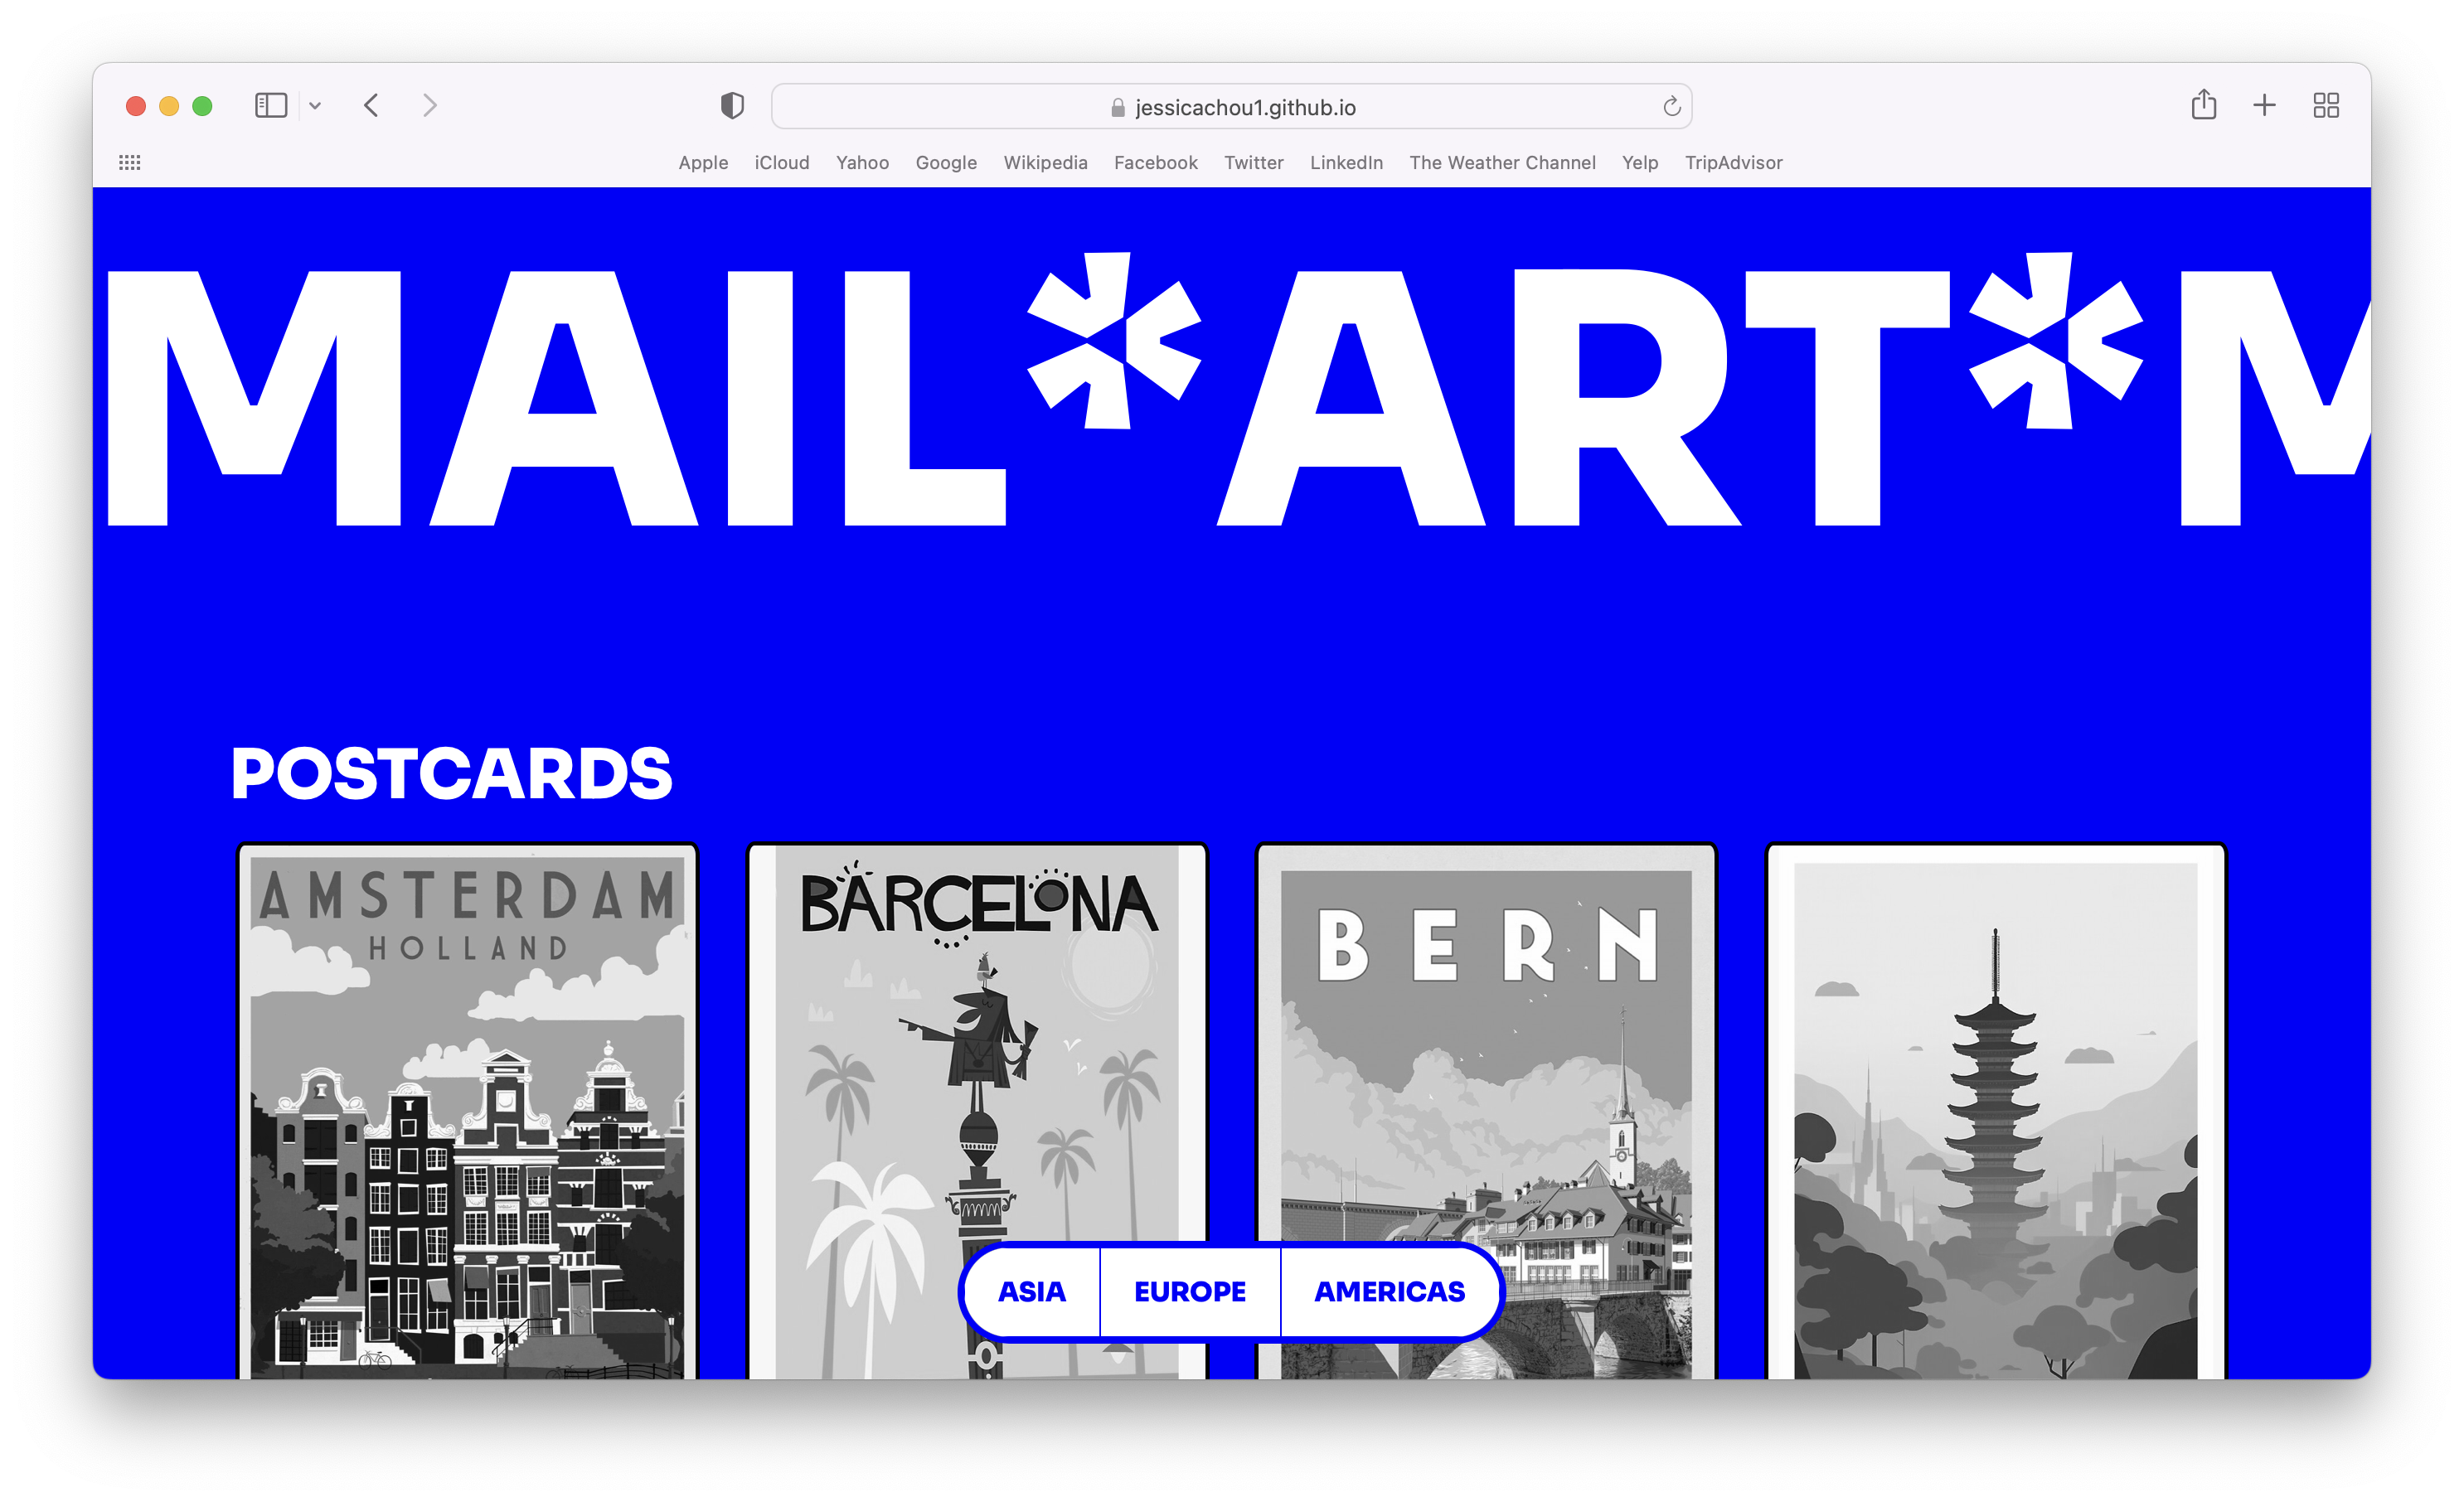 jessicachou1.github.io
Apple iCloud Yahoo Google Wikipedia Facebook Twitter LinkedIn The Weather Channel Yelp TripAdvisor
MAIL*ART*M
POSTCARDS
AMSTERDAM
HOLLAND
BARCELONA
BERN
ASIA EUROPE AMERICAS